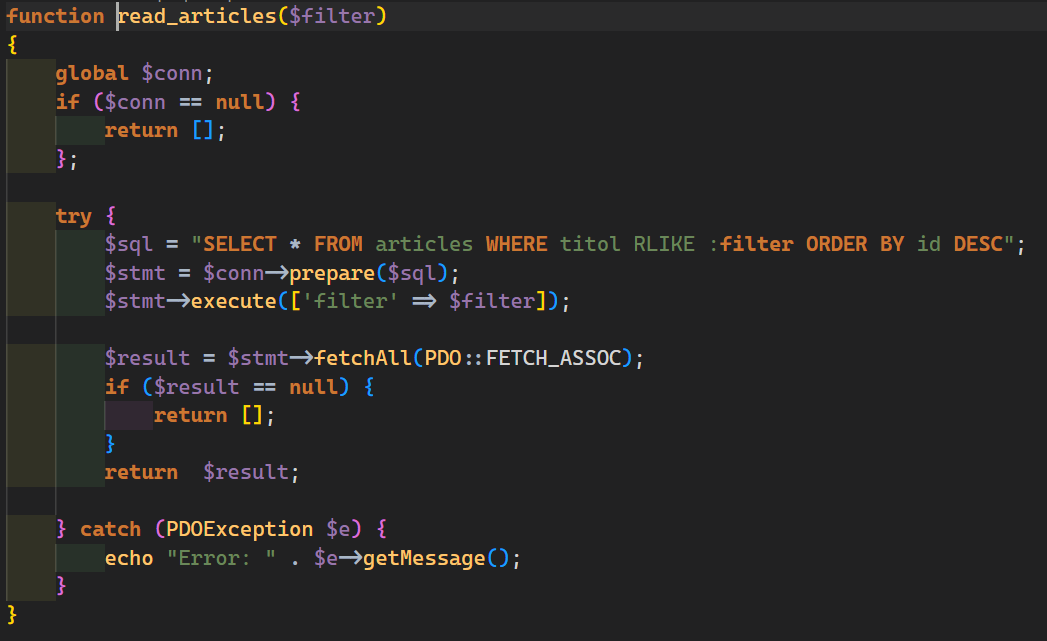 function read_articles($filter)
{
    global $conn;
    if ($conn == null) {
        return [];
    };

    try {
        $sql = "SELECT * FROM articles WHERE titol RLIKE :filter ORDER BY id DESC";
        $stmt = $conn->prepare($sql);
        $stmt->execute(['filter' => $filter]);

        $result = $stmt->fetchAll(PDO::FETCH_ASSOC);
        if ($result == null) {
            return [];
        }
        return  $result;

    } catch (PDOException $e) {
        echo "Error: " . $e->getMessage();
    }
}